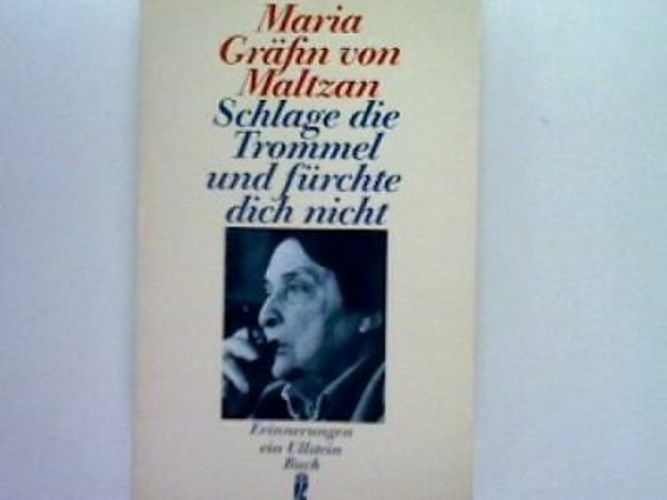 Maria
Gräfin von
Maltzan
Schlage die
Trommel
und fürchte
dich nicht
Erinnerungen
ein Ullstein
Buch